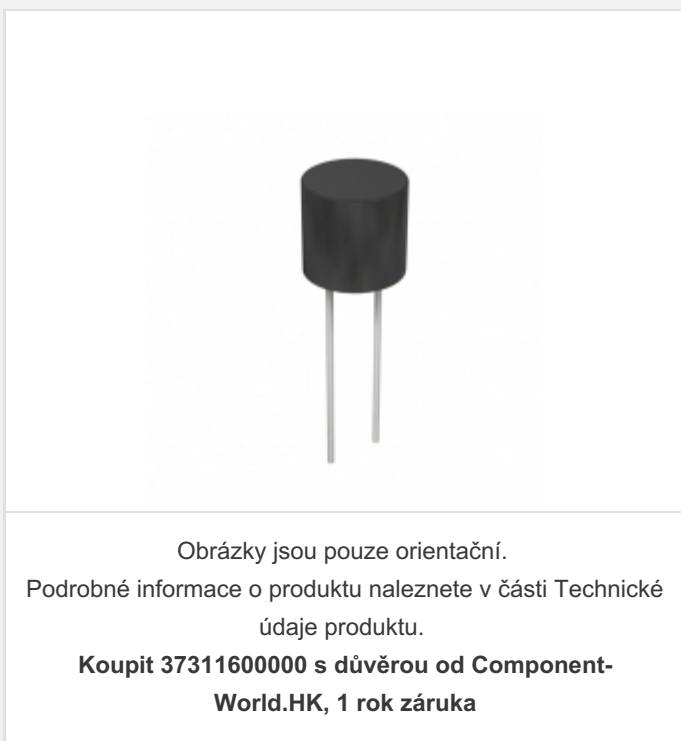 Obrázky jsou pouze orientační.
Podrobné informace o produktu naleznete v části Technické
údaje produktu.
Koupit 37311600000 s důvěrou od Component-
World.HK, 1 rok záruka